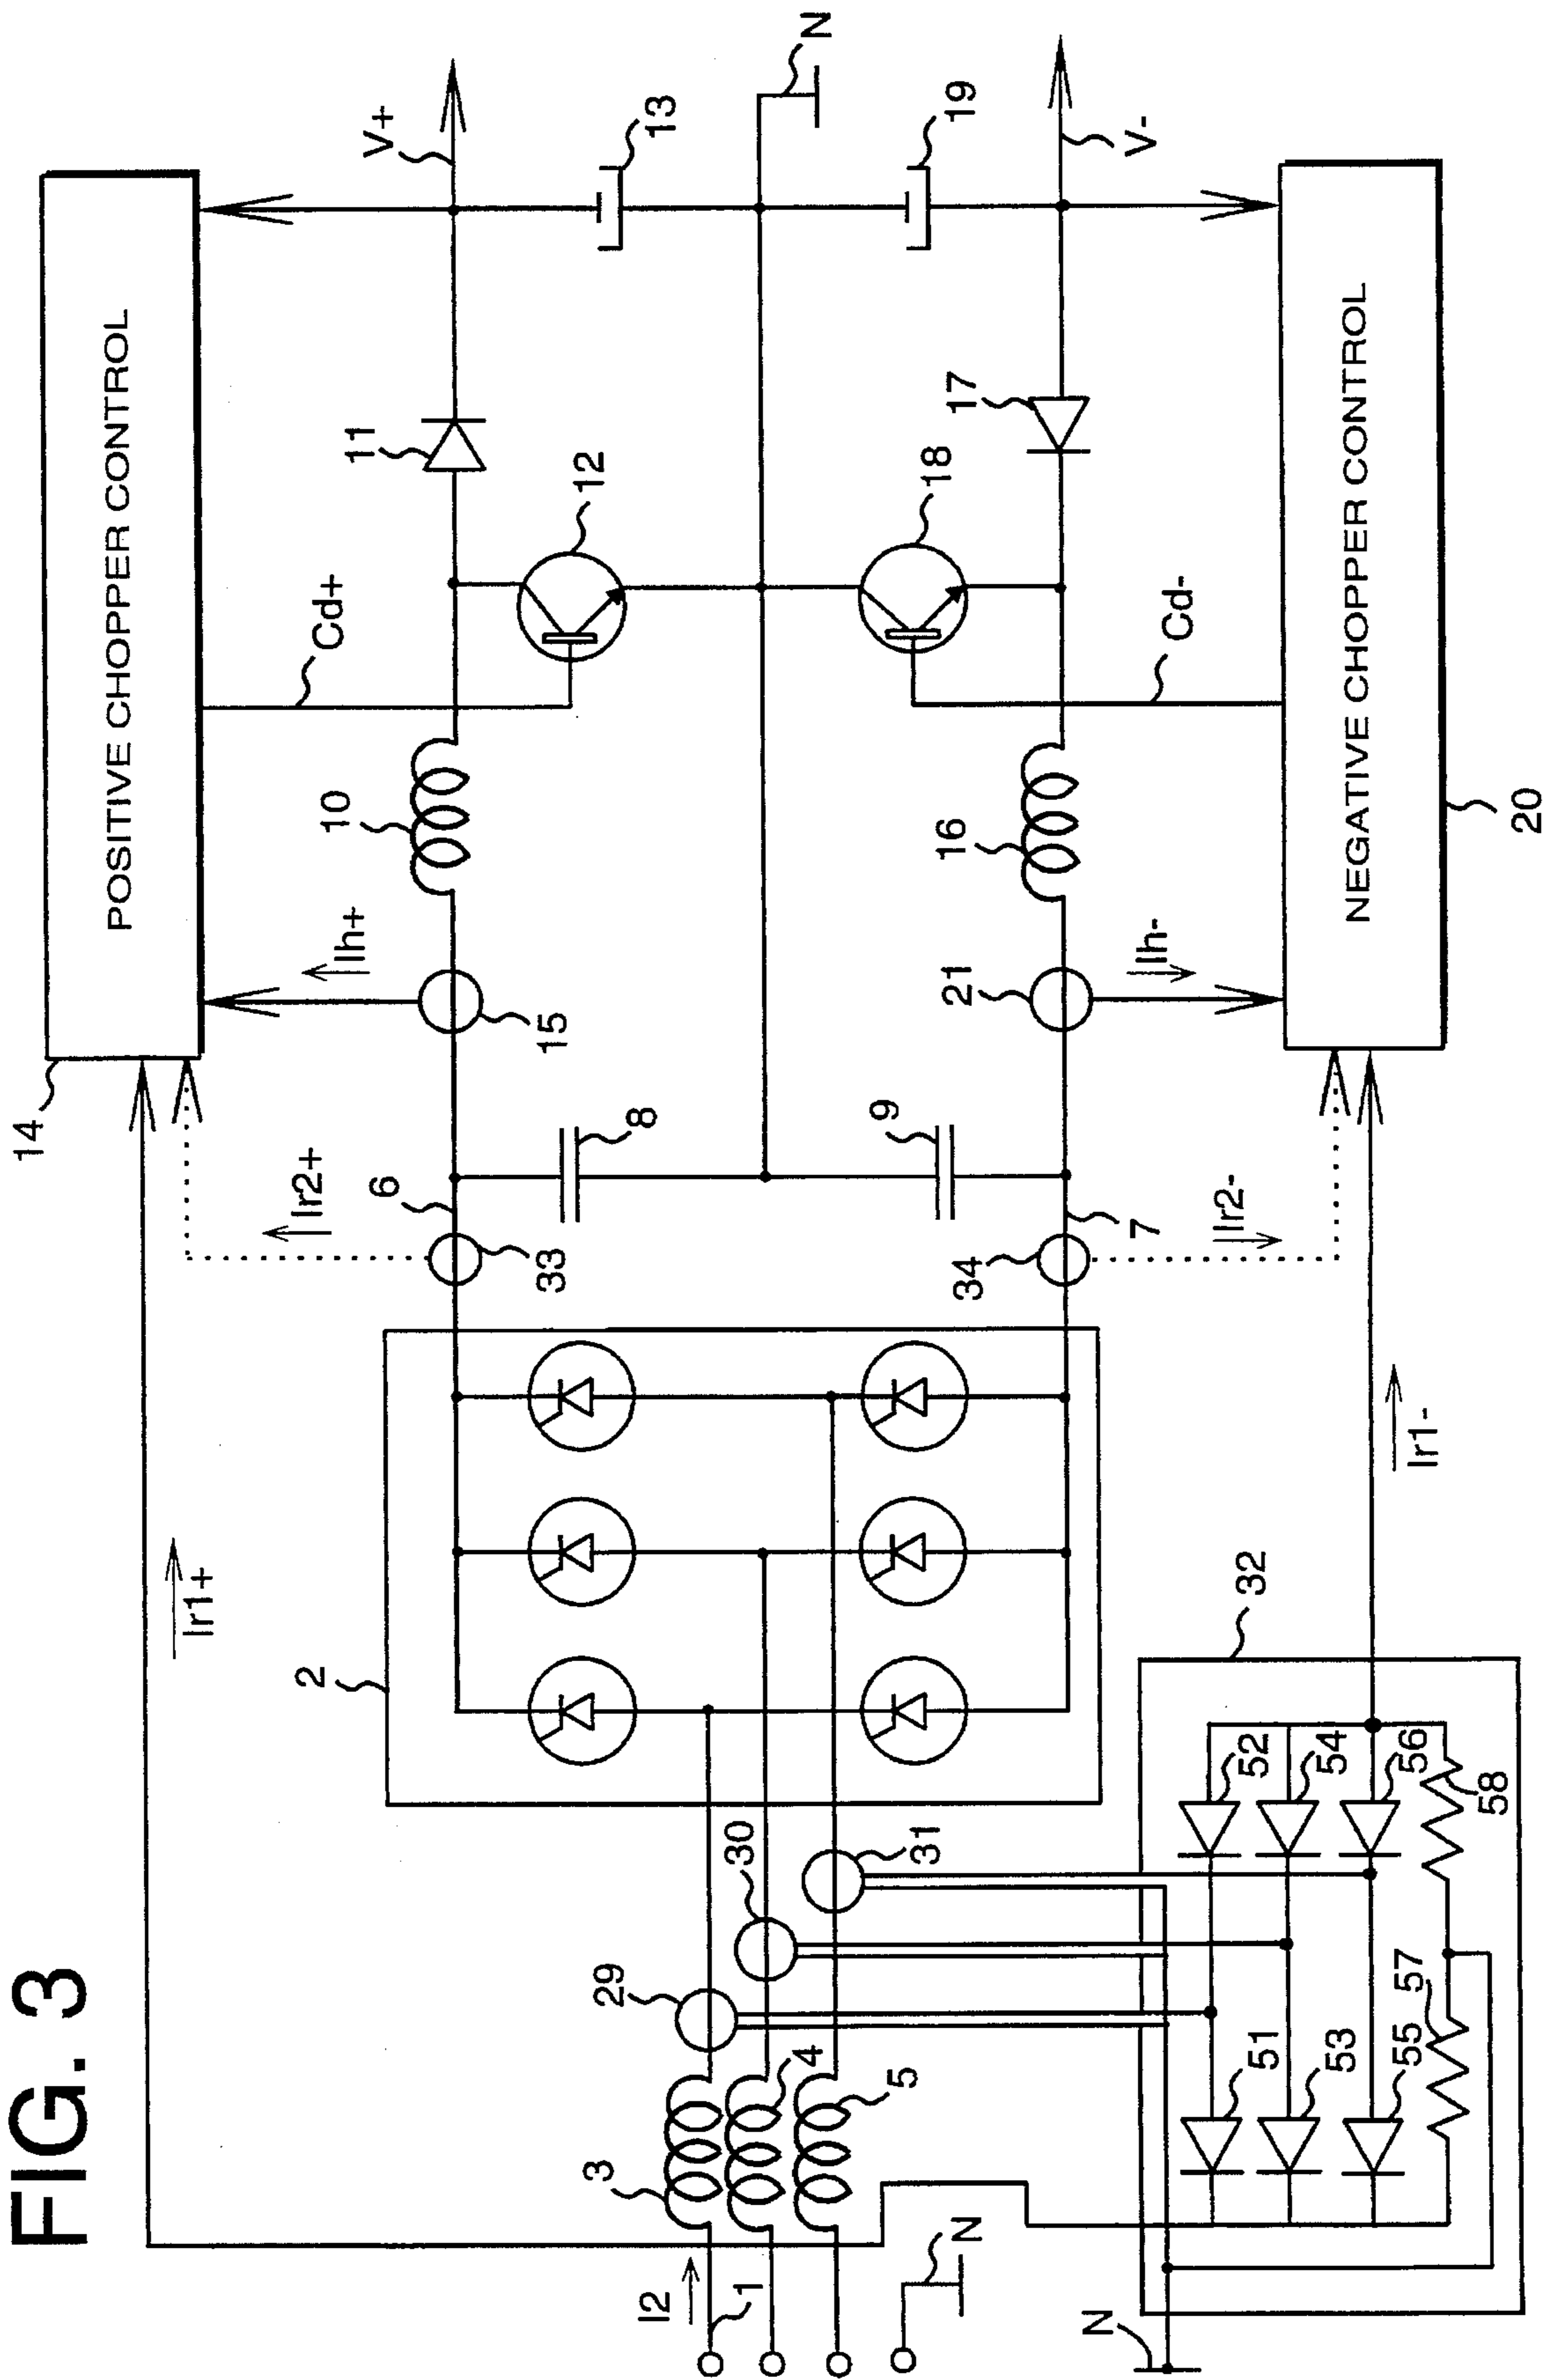 FIG. 3
POSITIVE CHOPPER CONTROL
14
Ir1+
Ir2+
Ih+
Cd+
V+
6
33
15
10
11
12
13
8
N
2
I2
1
3
4
5
29
30
31
N
9
7
34
21
16
17
18
19
V-
Ir2-
Ih-
Cd-
NEGATIVE CHOPPER CONTROL
20
Ir1-
32
51
52
53
54
55
56
57
58
N